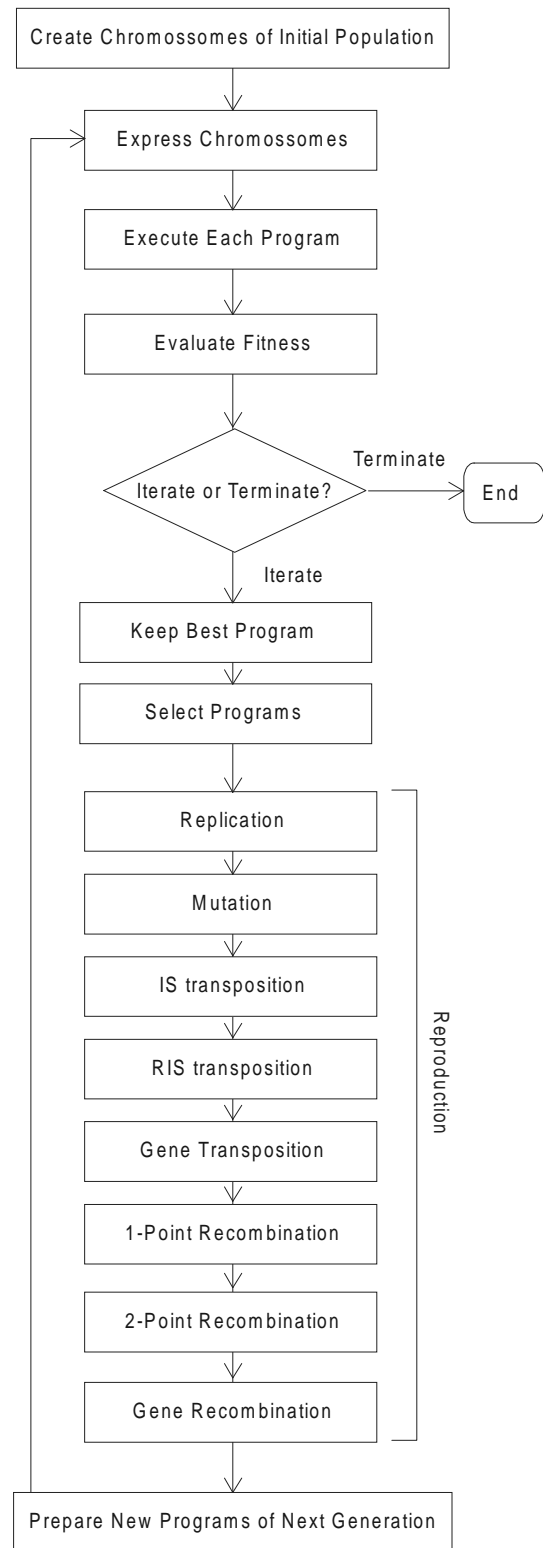 Create Chromossomes of Initial Population
Express Chromossomes
Execute Each Program
Evaluate Fitness
Iterate or Terminate?
Terminate
End
Iterate
Keep Best Program
Select Programs
Replication
Mutation
IS transposition
RIS transposition
Gene Transposition
1-Point Recombination
2-Point Recombination
Gene Recombination
Reproduction
Prepare New Programs of Next Generation